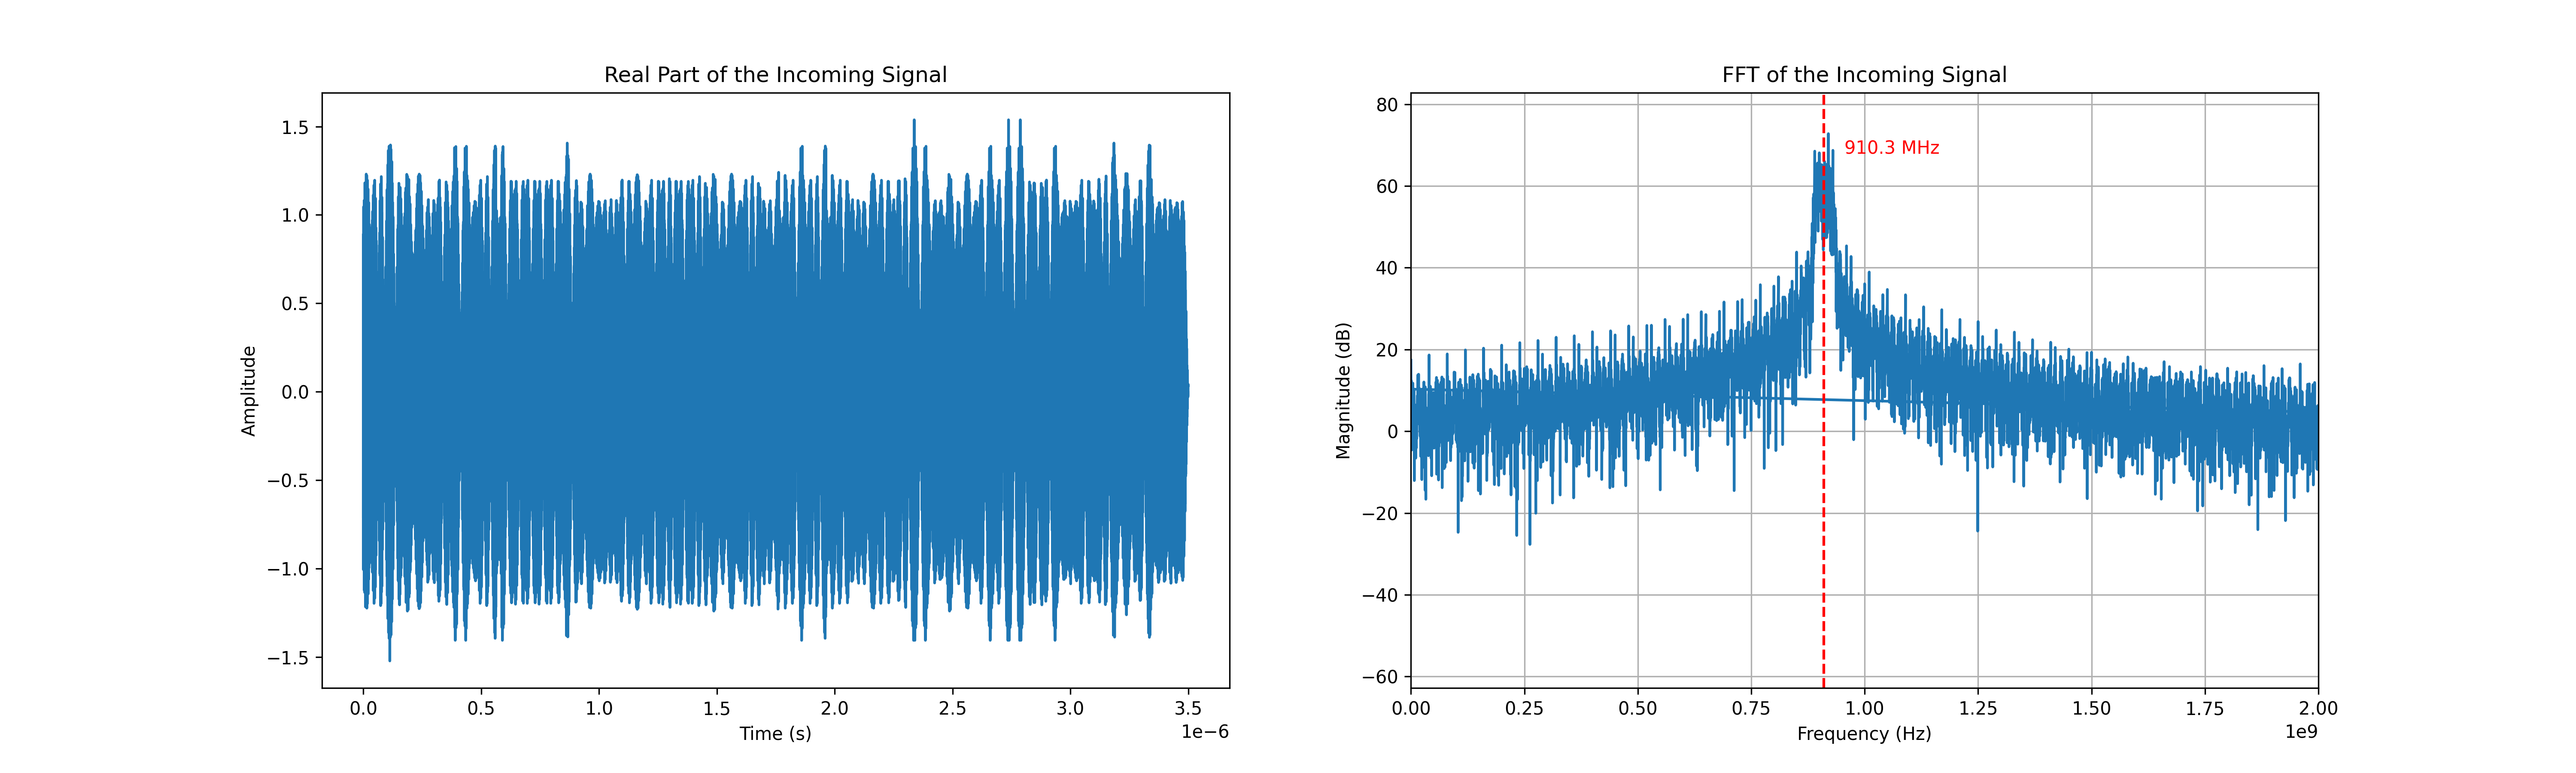 Real Part of the Incoming Signal
1.5
1.0
0.5
0.0
−0.5
−1.0
−1.5
Amplitude
0.0 0.5 1.0 1.5 2.0 2.5 3.0 3.5
1e−6
Time (s)
FFT of the Incoming Signal
80
60
40
20
0
−20
−40
−60
Magnitude (dB)
910.3 MHz
0.00 0.25 0.50 0.75 1.00 1.25 1.50 1.75 2.00
1e9
Frequency (Hz)